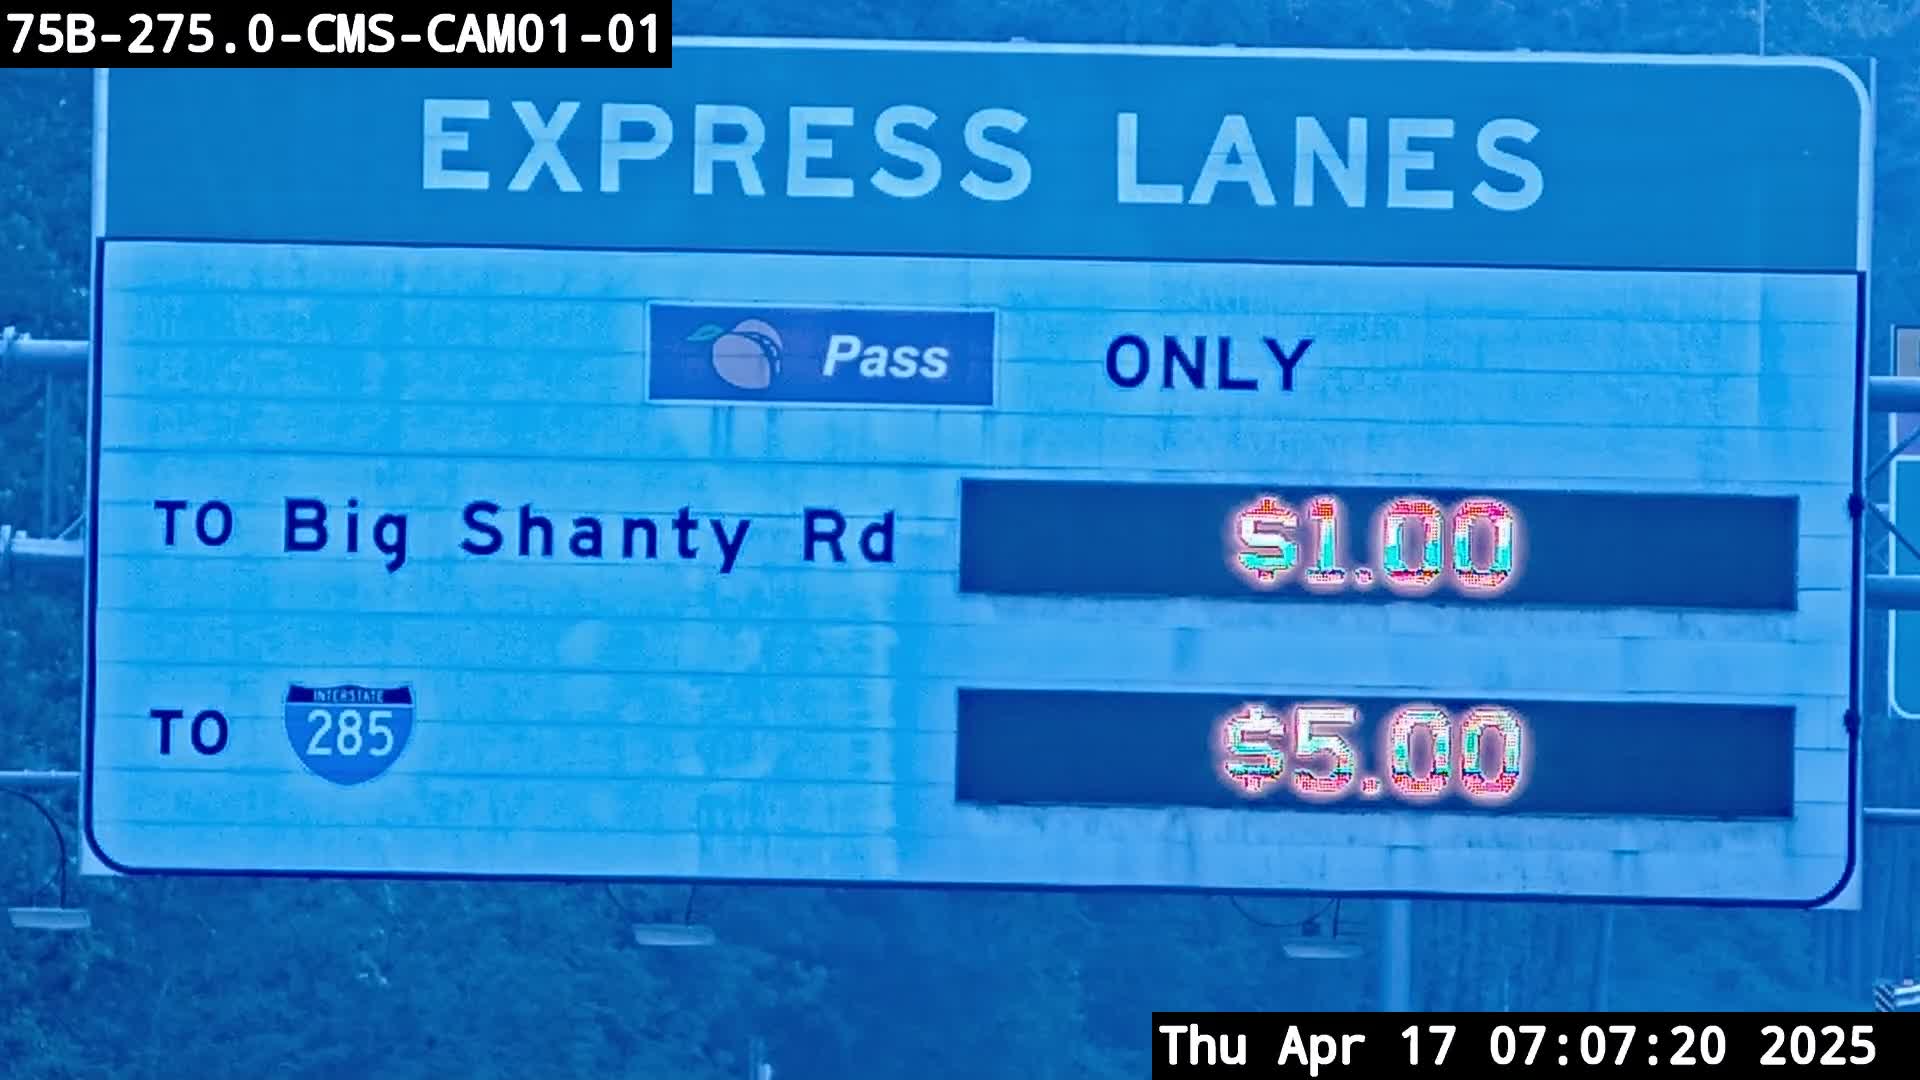 75B-275.0-CMS-CAM01-01
EXPRESS LANES
Pass ONLY
TO Big Shanty Rd $1.00
INTERSTATE
TO 285 $5.00
Thu Apr 17 07:07:20 2025